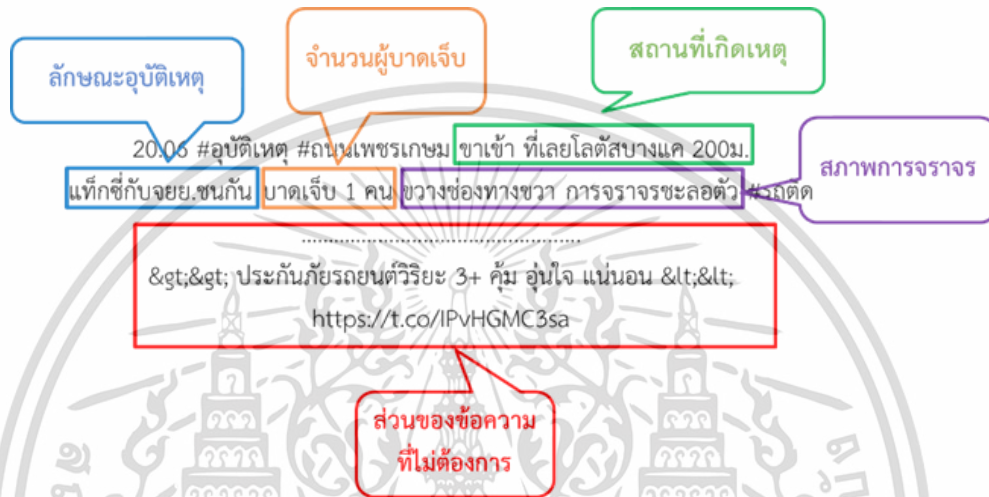 ลักษณะอุบัติเหตุ
จำนวนผู้บาดเจ็บ
สถานที่เกิดเหตุ
สภาพการจราจร
20.06 #อุบัติเหตุ #ถนนเพชรเกษม ขาเข้า ที่เลยโลตัสบางแค 200ม.
แท็กซี่กับจยย.ชนกัน บาดเจ็บ 1 คน ขวางช่องทางขวา การจราจรชะลอตัว #รถติด
................................................
&gt;&gt; ประกันภัยรถยนต์วิริยะ 3+ คุ้ม อุ่นใจ แน่นอน &lt;&lt;
https://t.co/IPvHGMC3sa
ส่วนของข้อความ
ที่ไม่ต้องการ